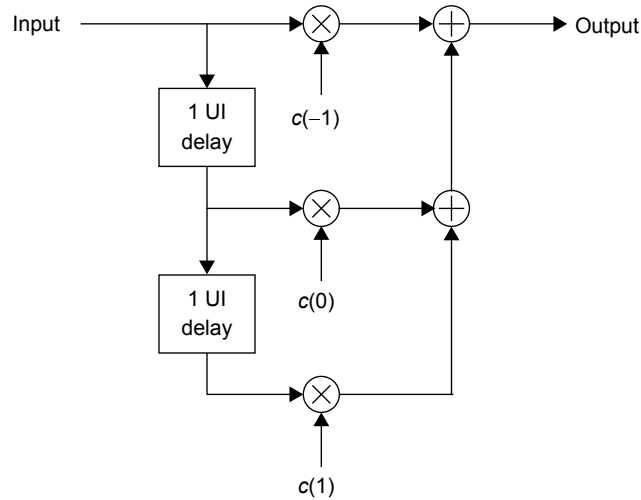 Input
Output
c(−1)
1 UI
delay
c(0)
1 UI
delay
c(1)